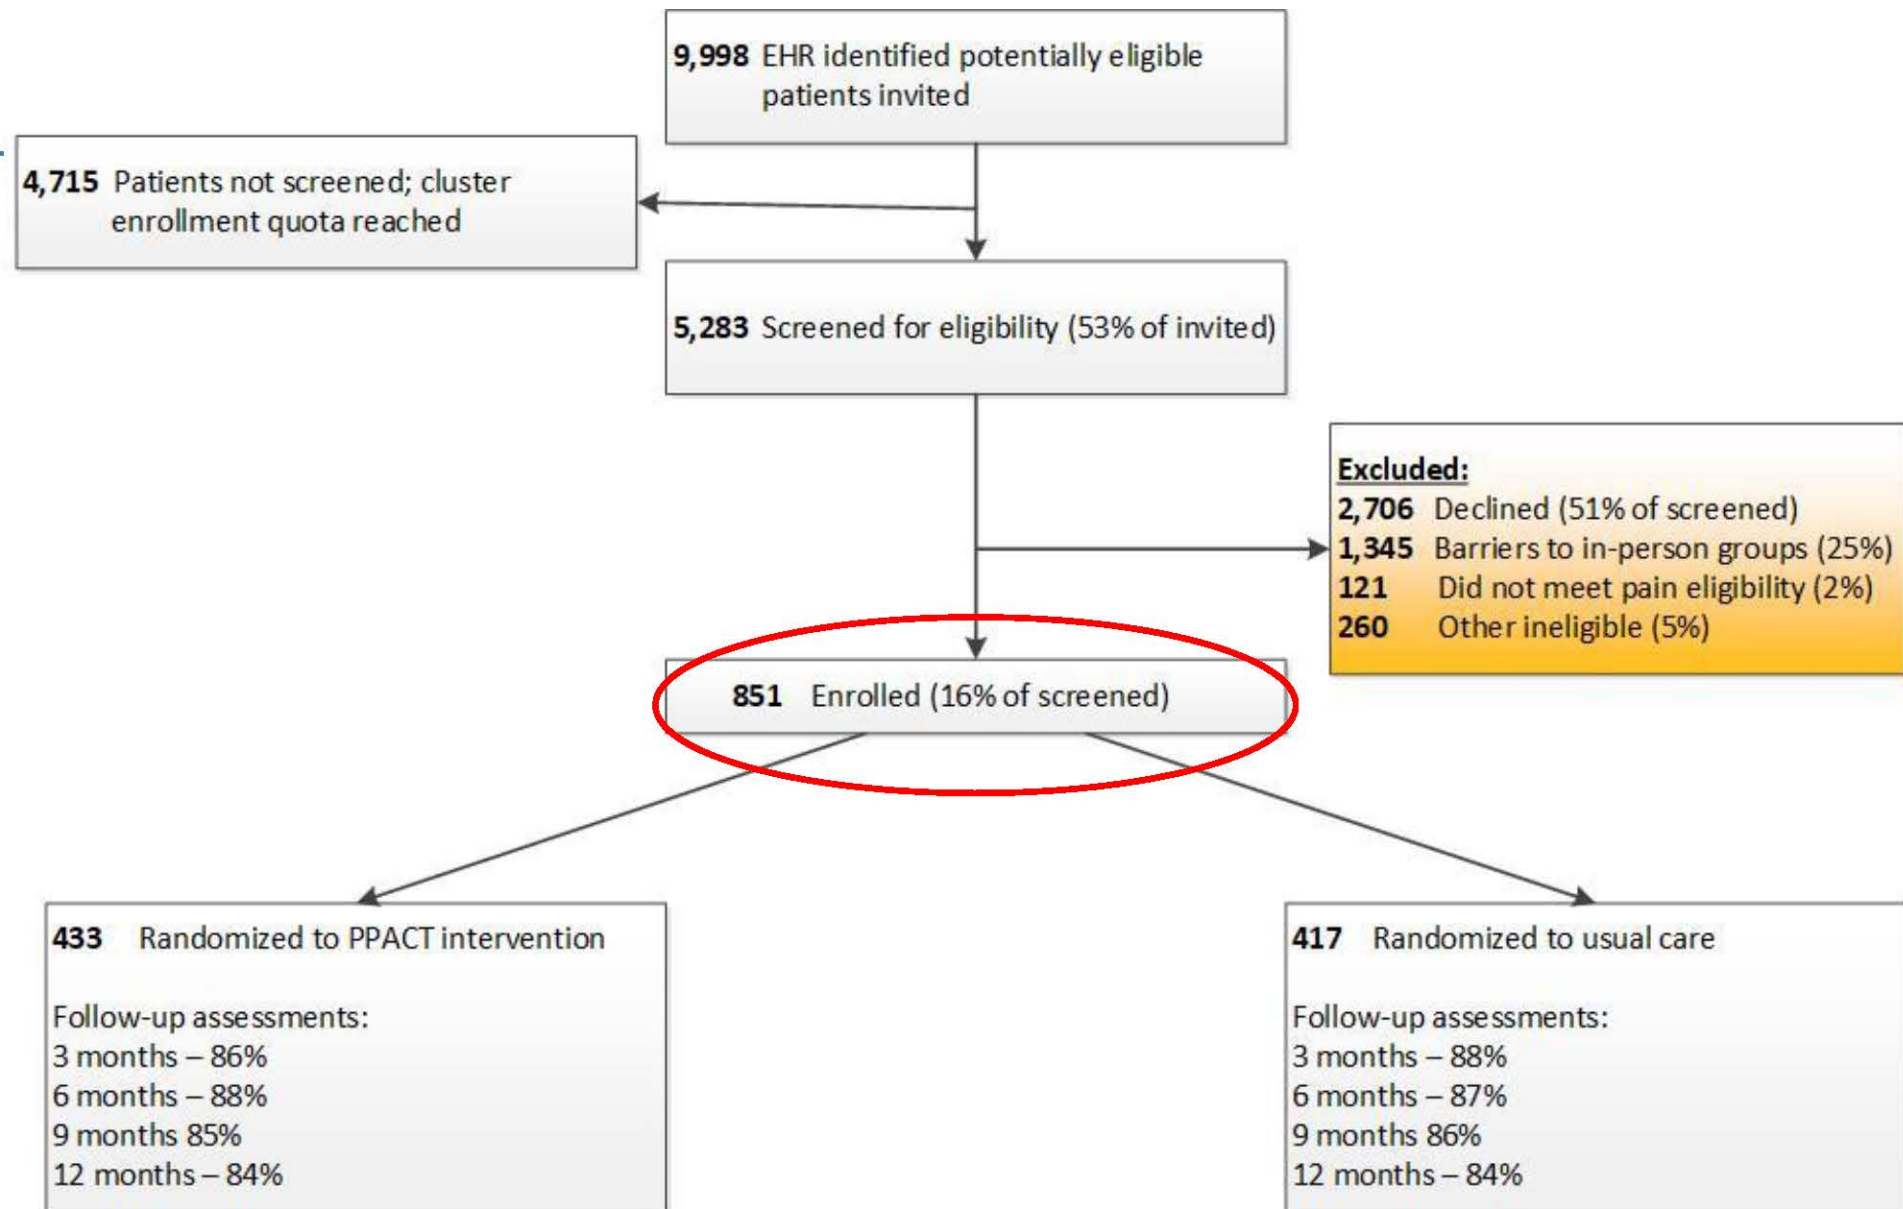 9,998 EHR identified potentially eligible
patients invited
4,715 Patients not screened; cluster
enrollment quota reached
5,283 Screened for eligibility (53% of invited)
Excluded:
2,706 Declined (51% of screened)
1,345 Barriers to in-person groups (25%)
121 Did not meet pain eligibility (2%)
260 Other ineligible (5%)
851 Enrolled (16% of screened)
433 Randomized to PPACT intervention
Follow-up assessments:
3 months – 86%
6 months – 88%
9 months 85%
12 months – 84%
417 Randomized to usual care
Follow-up assessments:
3 months – 88%
6 months – 87%
9 months 86%
12 months – 84%